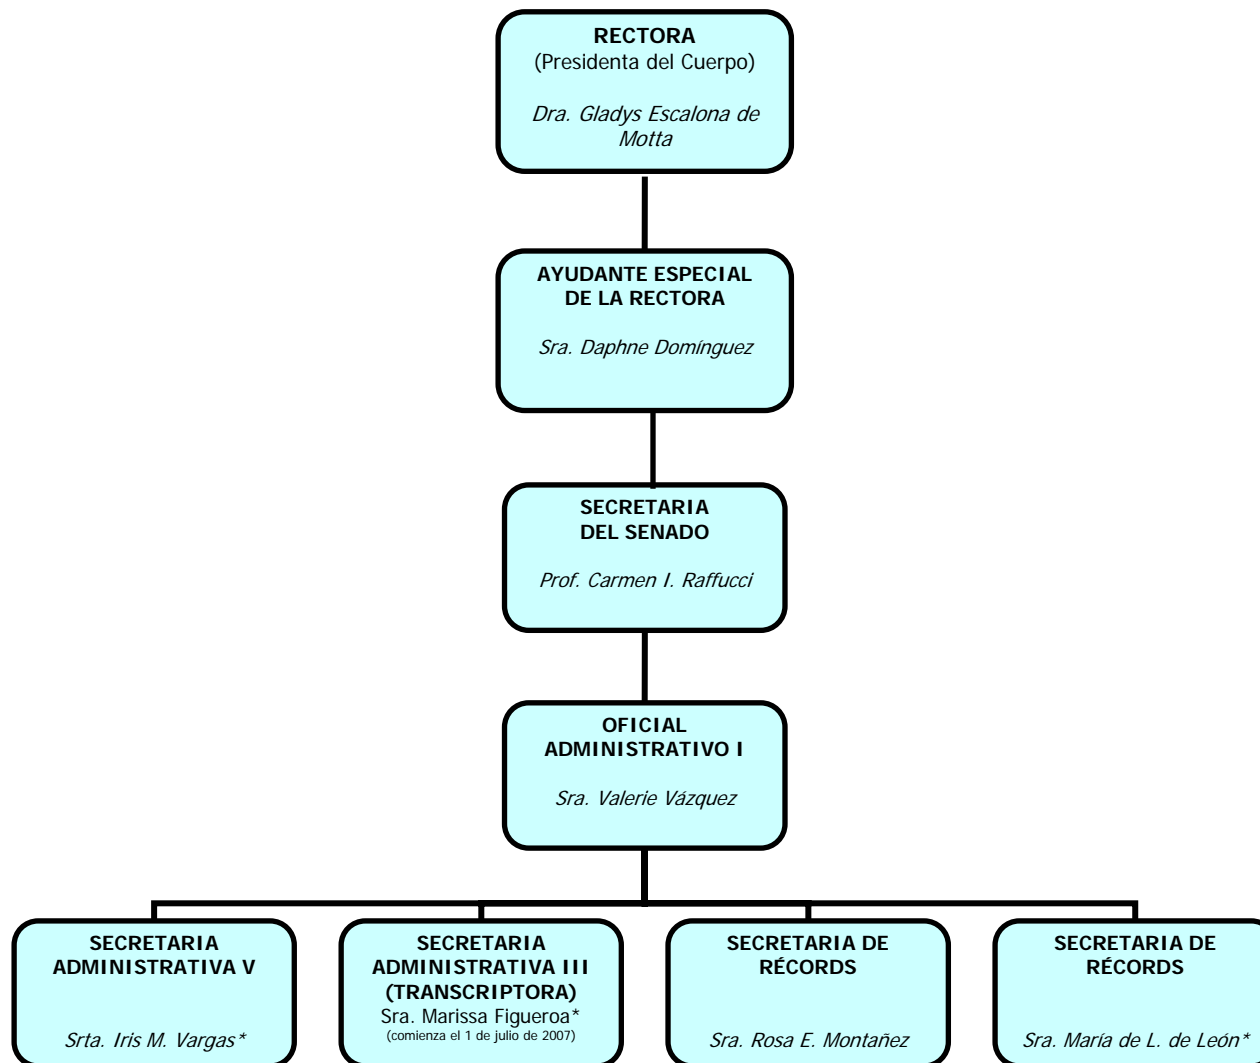 RECTORA
(Presidenta del Cuerpo)
Dra. Gladys Escalona de
Motta
AYUDANTE ESPECIAL
DE LA RECTORA
Sra. Daphne Domínguez
SECRETARIA
DEL SENADO
Prof. Carmen I. Raffucci
OFICIAL
ADMINISTRATIVO I
Sra. Valerie Vázquez
SECRETARIA
ADMINISTRATIVA V
Srta. Iris M. Vargas*
SECRETARIA
ADMINISTRATIVA III
(TRANSCRIPTORA)
Sra. Marissa Figueroa*
(comienza el 1 de julio de 2007)
SECRETARIA DE
RÉCORDS
Sra. Rosa E. Montañez
SECRETARIA DE
RÉCORDS
Sra. María de L. de León*